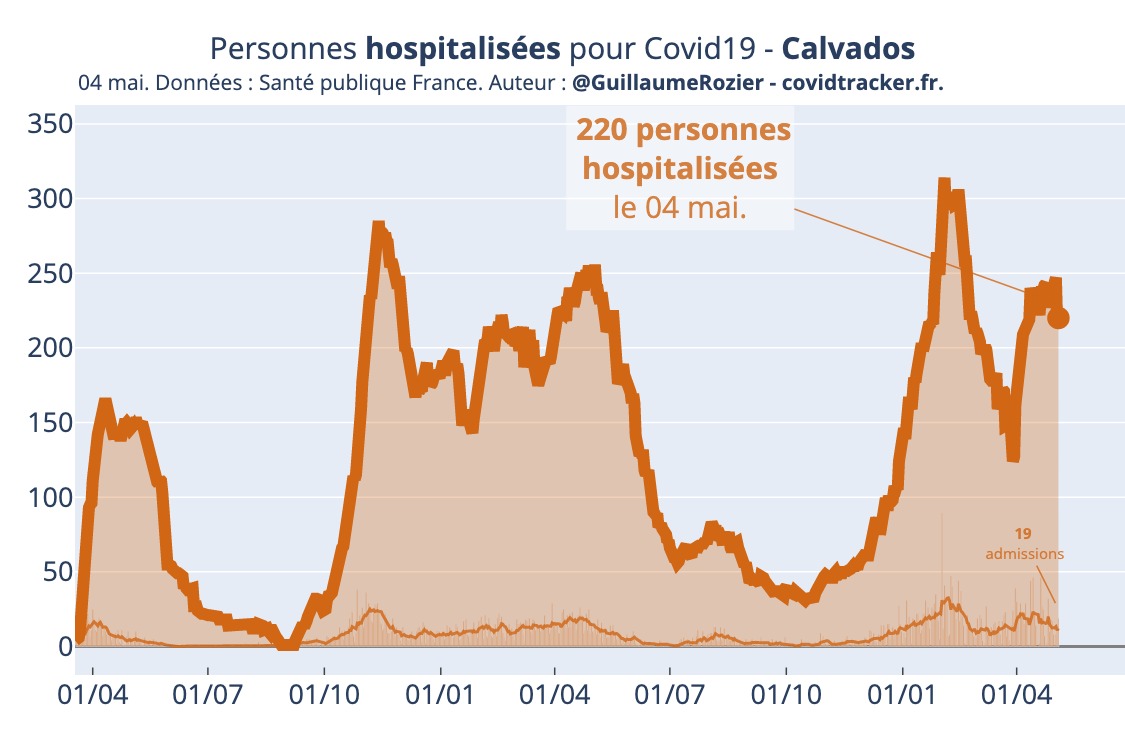 Personnes hospitalisées pour Covid19 - Calvados
04 mai. Données : Santé publique France. Auteur : @GuillaumeRozier - covidtracker.fr.
350
220 personnes
hospitalisées
le 04 mai.
300
250
200
150
100
19
admissions
50
0
01/04 01/07 01/10 01/01 01/04 01/07 01/10 01/01 01/04